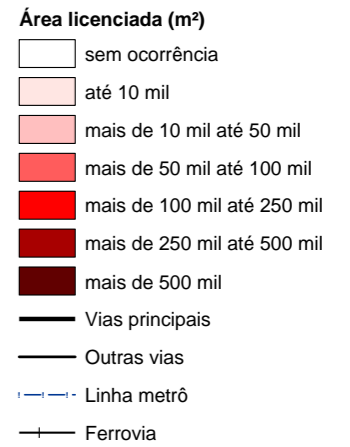 Área licenciada (m²)
sem ocorrência
até 10 mil
mais de 10 mil até 50 mil
mais de 50 mil até 100 mil
mais de 100 mil até 250 mil
mais de 250 mil até 500 mil
mais de 500 mil
Vias principais
Outras vias
Linha metrô
Ferrovia